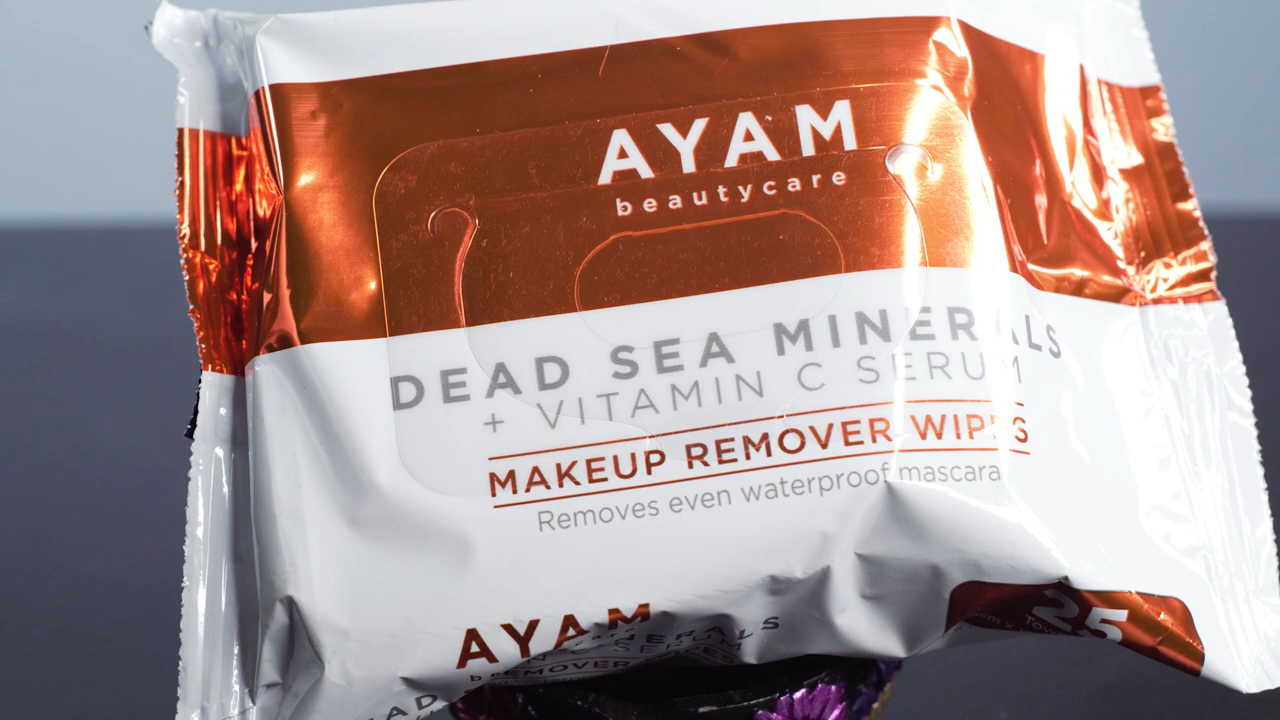 AYAM
beautycare
DEAD SEA MINERALS
+ VITAMIN C SERUM
MAKEUP REMOVER WIPES
Removes even waterproof mascara
25
AYAM